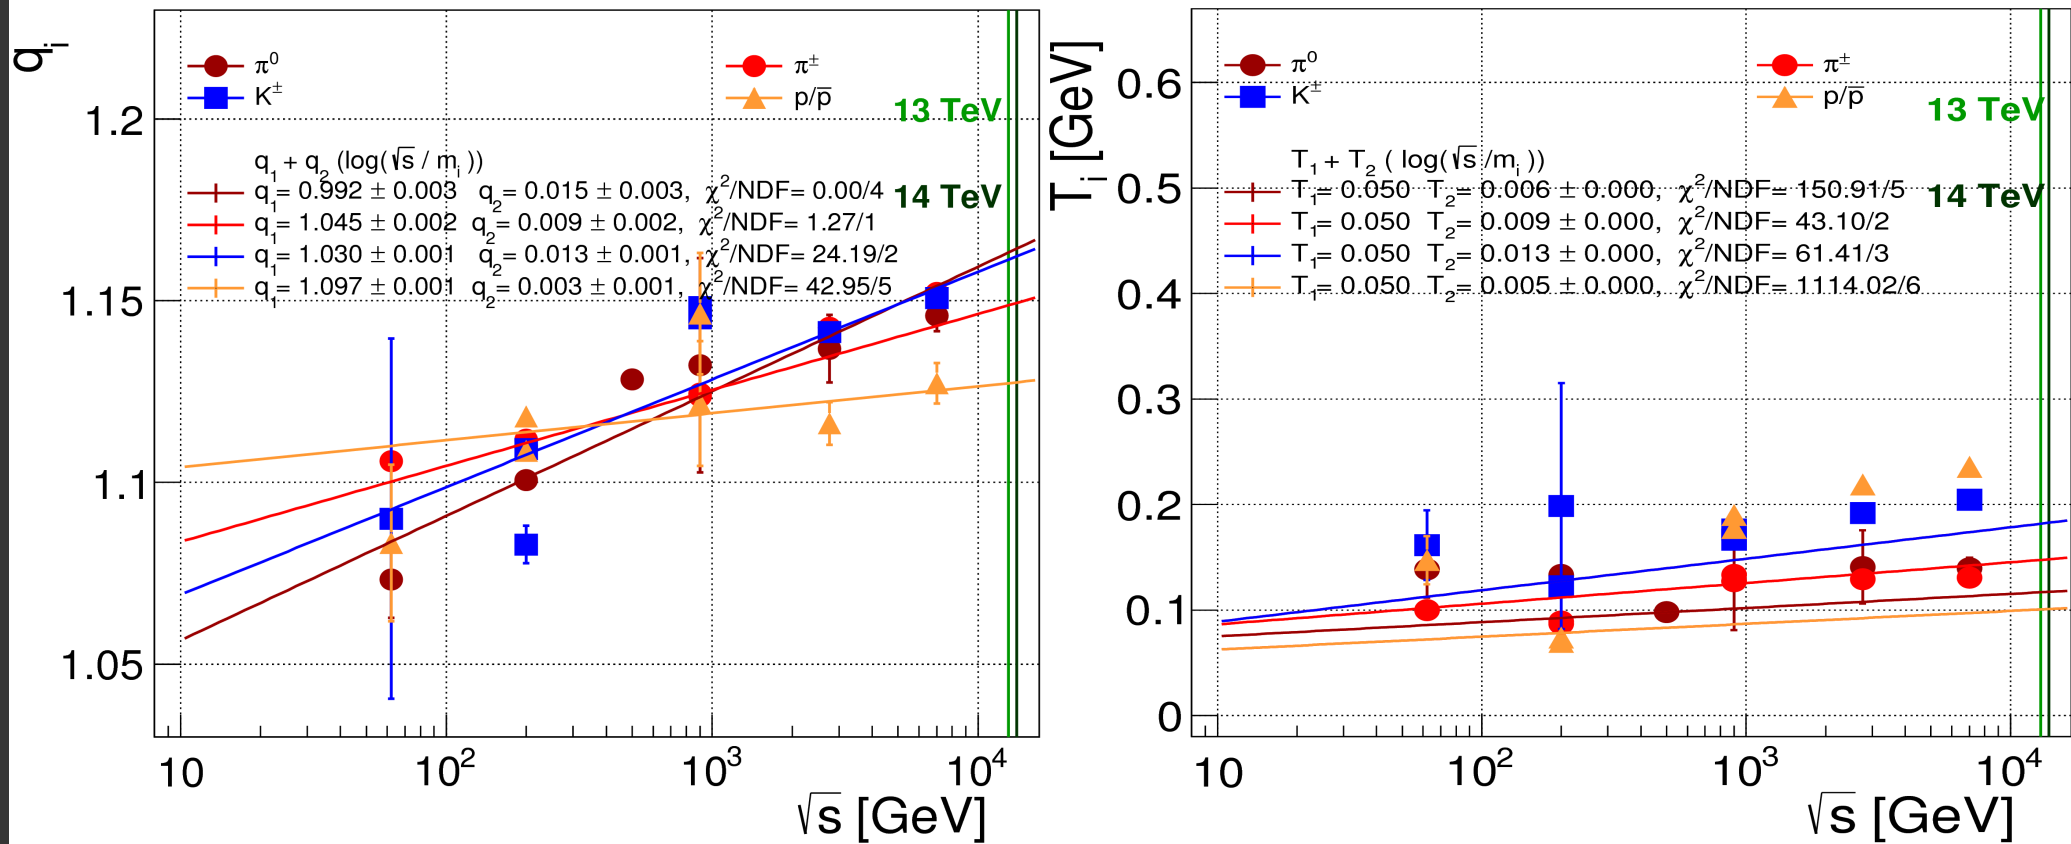 q_i
π⁰
π±
K±
p/p̅
13 TeV
14 TeV
q₁ + q₂ (log(√s / m_i ))
q₁= 0.992 ± 0.003 q₂= 0.015 ± 0.003, χ²/NDF= 0.00/4
q₁= 1.045 ± 0.002 q₂= 0.009 ± 0.002, χ²/NDF= 1.27/1
q₁= 1.030 ± 0.001 q₂= 0.013 ± 0.001, χ²/NDF= 24.19/2
q₁= 1.097 ± 0.001 q₂= 0.003 ± 0.001, χ²/NDF= 42.95/5
1.2
1.15
1.1
1.05
10
10²
10³
10⁴
√s [GeV]
T_i [GeV]
π⁰
π±
K±
p/p̅
13 TeV
14 TeV
T₁ + T₂ ( log(√s /m_i ))
T₁= 0.050 T₂= 0.006 ± 0.000, χ²/NDF= 150.91/5
T₁= 0.050 T₂= 0.009 ± 0.000, χ²/NDF= 43.10/2
T₁= 0.050 T₂= 0.013 ± 0.000, χ²/NDF= 61.41/3
T₁= 0.050 T₂= 0.005 ± 0.000, χ²/NDF= 1114.02/6
0.6
0.5
0.4
0.3
0.2
0.1
0
10
10²
10³
10⁴
√s [GeV]